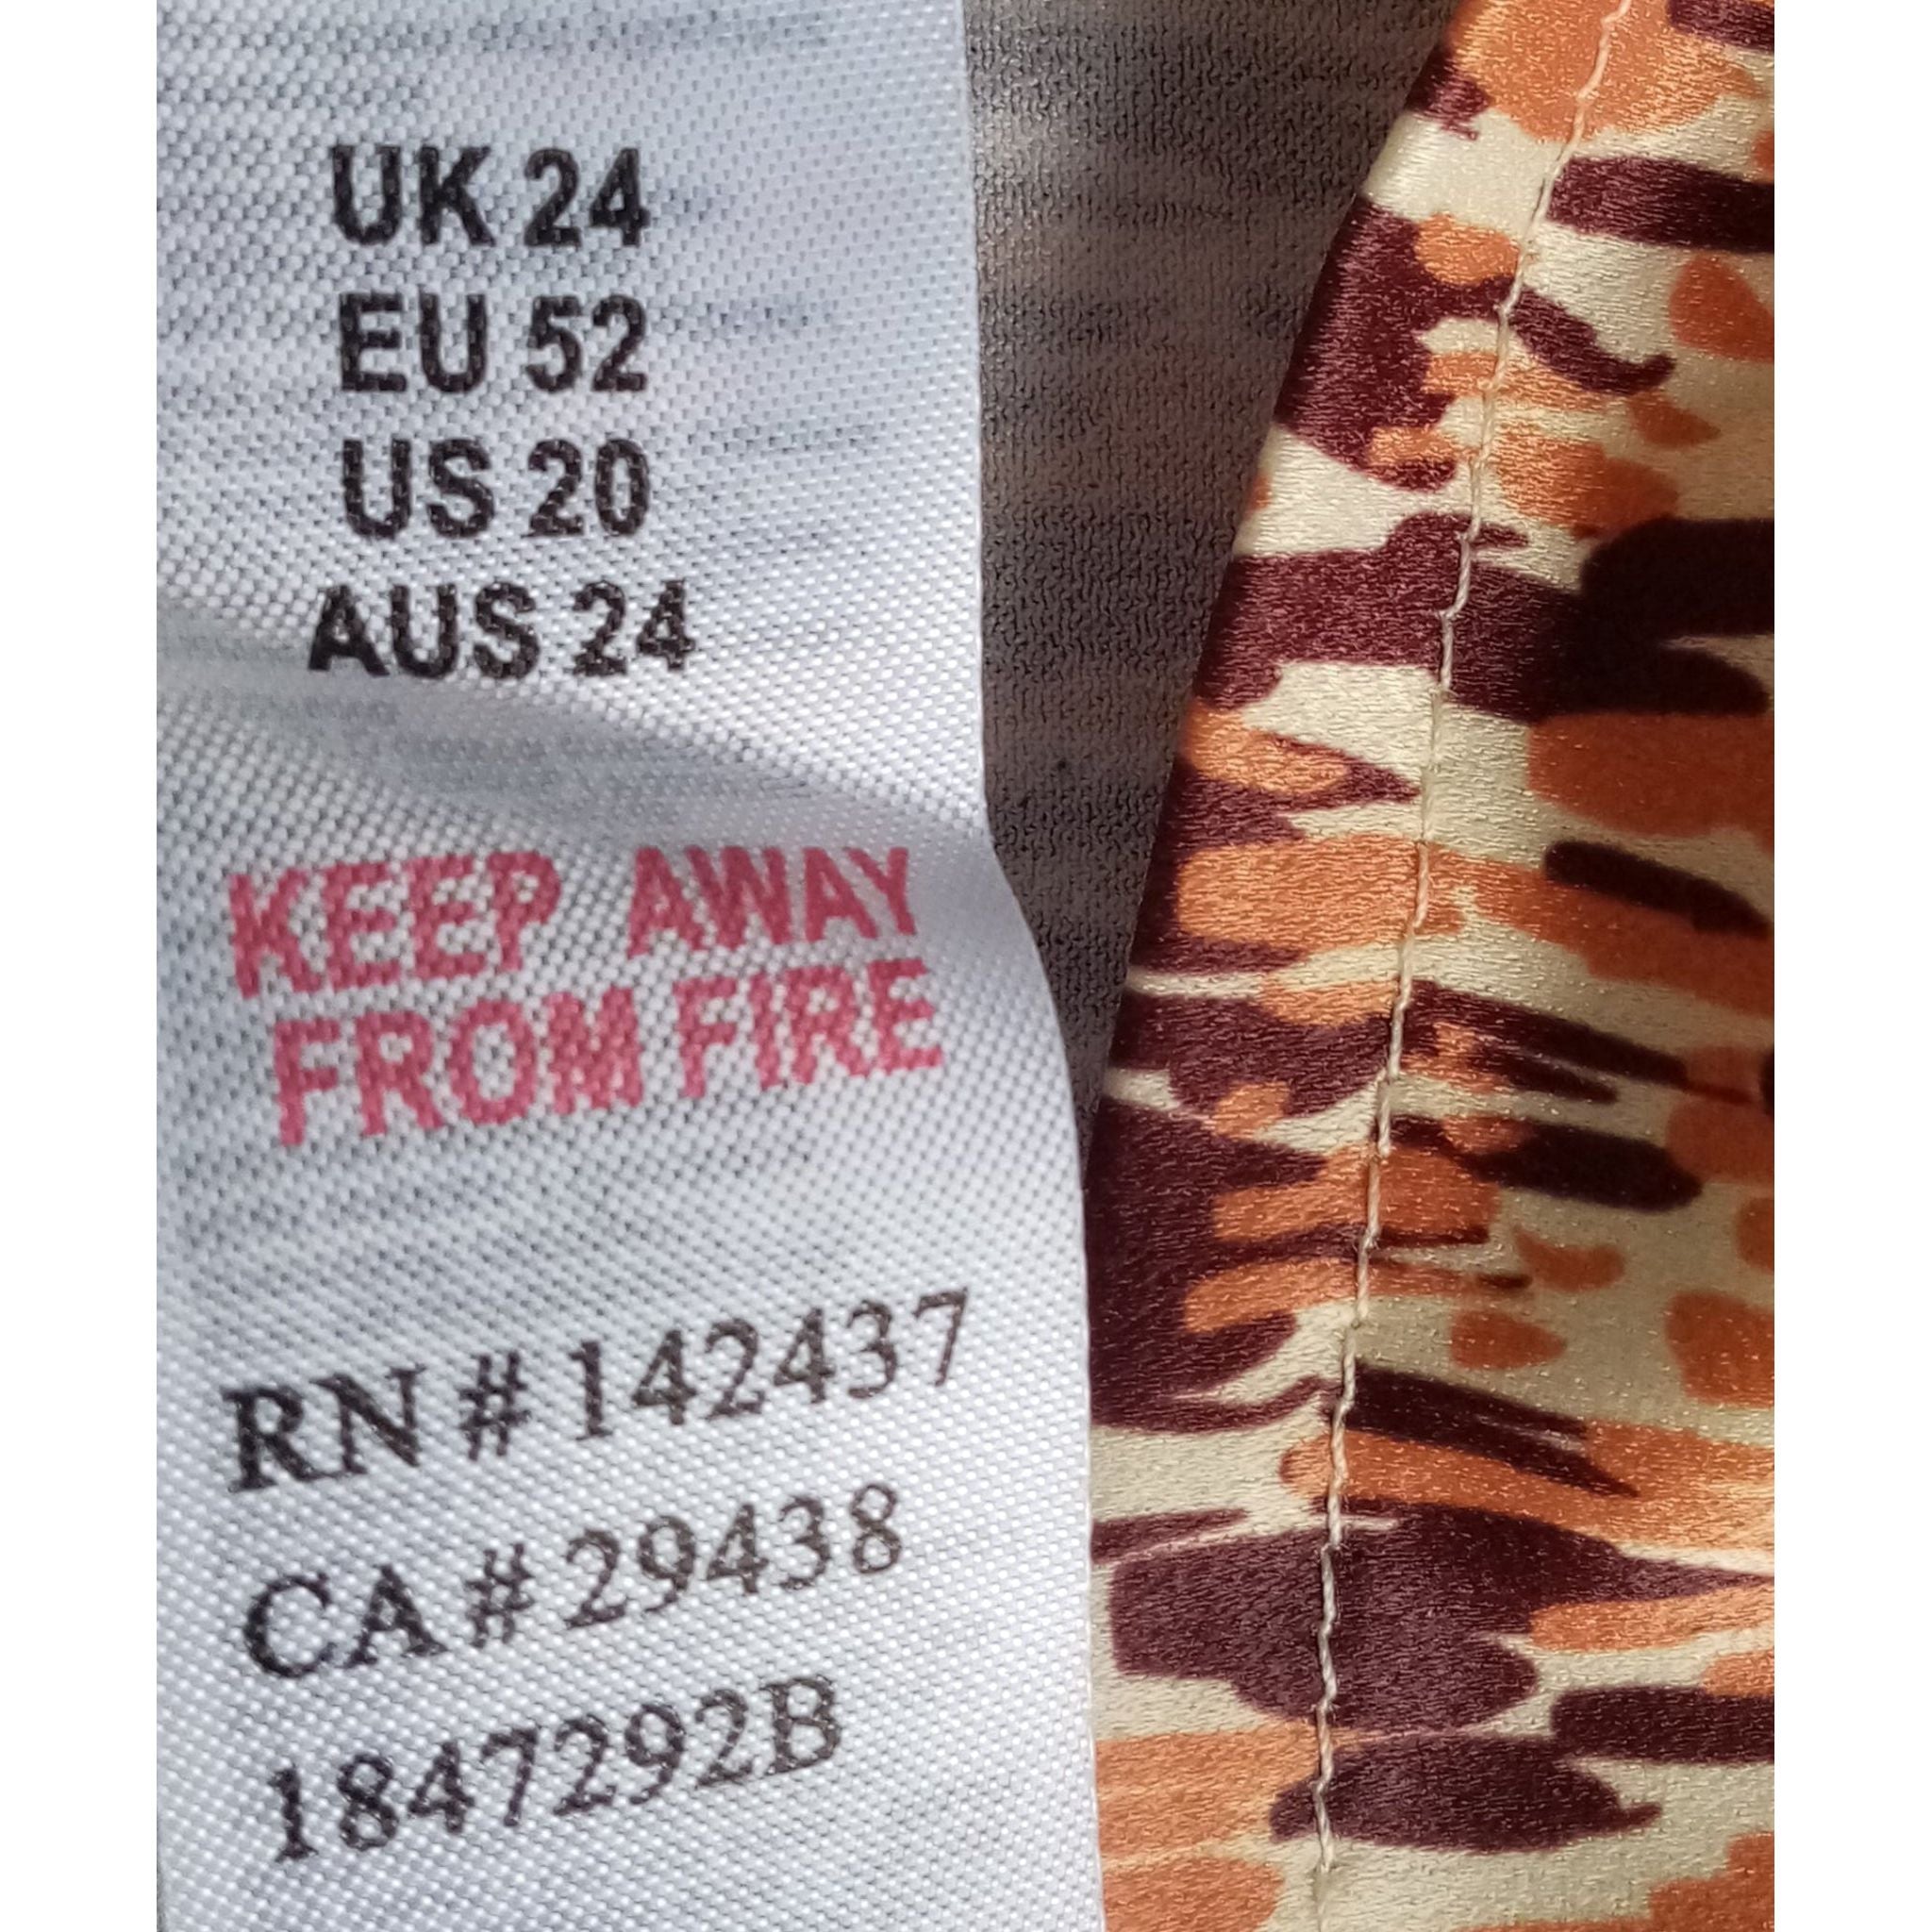 UK 24
EU 52
US 20
AUS 24
KEEP AWAY
FROM FIRE
RN # 142437
CA # 29438
1847292B